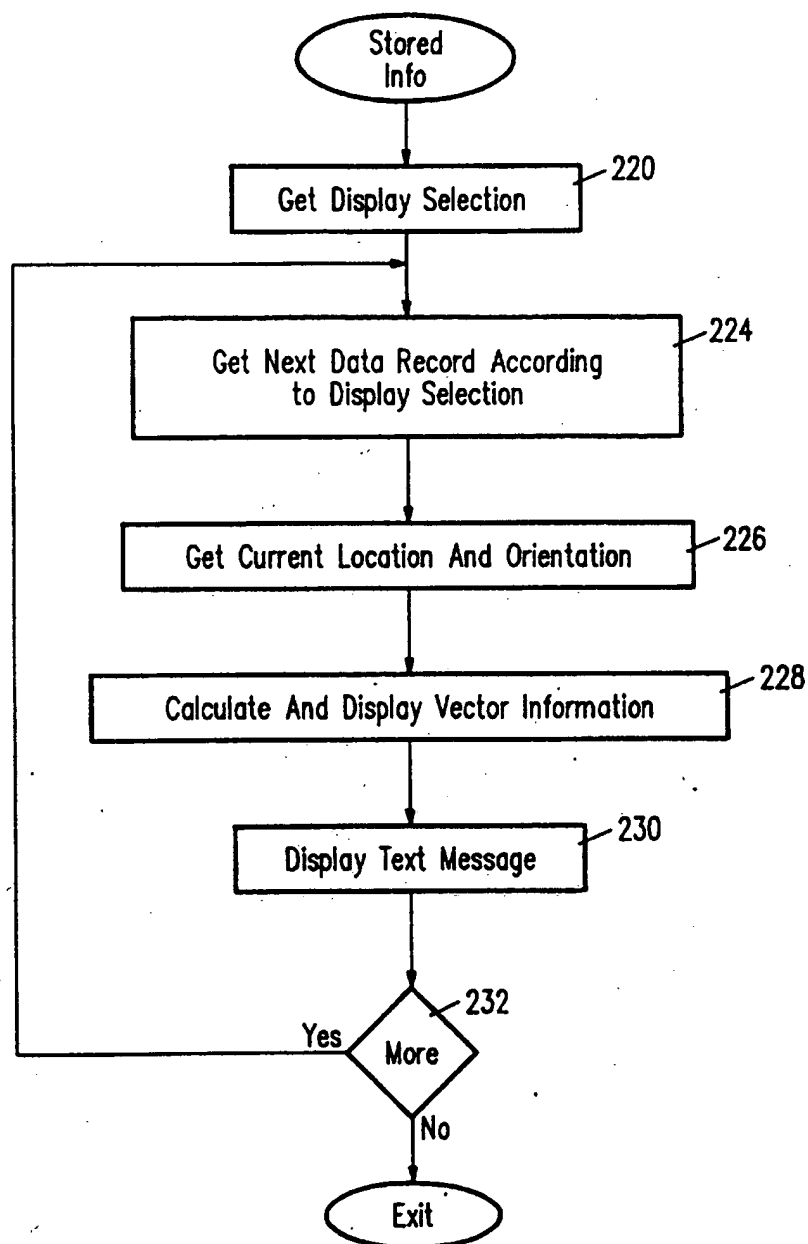 Stored
Info
220
Get Display Selection
224
Get Next Data Record According
to Display Selection
226
Get Current Location And Orientation
228
Calculate And Display Vector Information
230
Display Text Message
232
Yes
More
No
Exit